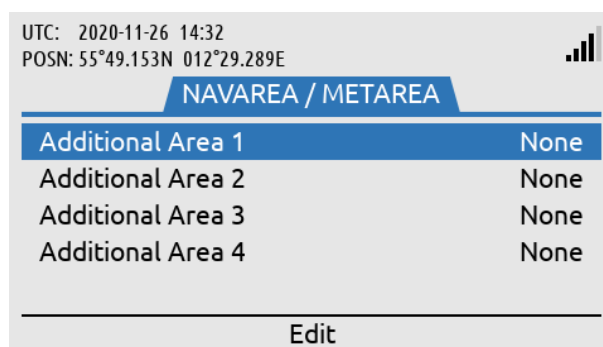 UTC: 2020-11-26 14:32
POSN: 55°49.153N 012°29.289E
NAVAREA / METAREA
Additional Area 1 None
Additional Area 2 None
Additional Area 3 None
Additional Area 4 None
Edit